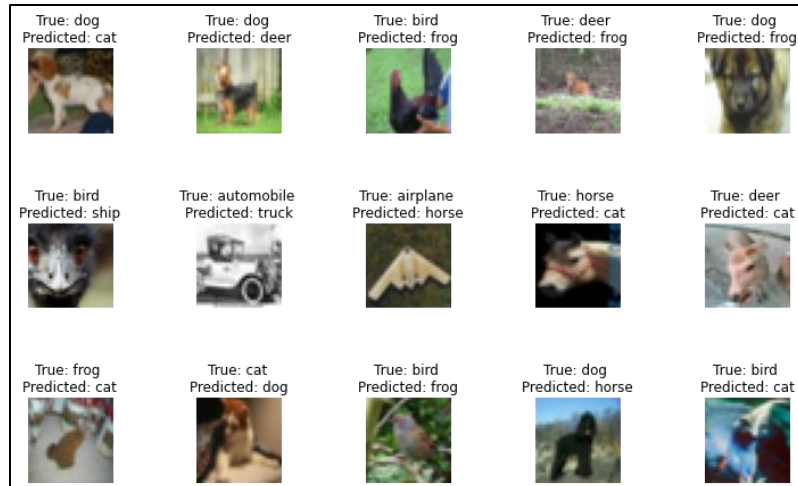 True: dog
Predicted: cat
True: dog
Predicted: deer
True: bird
Predicted: frog
True: deer
Predicted: frog
True: dog
Predicted: frog
True: bird
Predicted: ship
True: automobile
Predicted: truck
True: airplane
Predicted: horse
True: horse
Predicted: cat
True: deer
Predicted: cat
True: frog
Predicted: cat
True: cat
Predicted: dog
True: bird
Predicted: frog
True: dog
Predicted: horse
True: bird
Predicted: cat